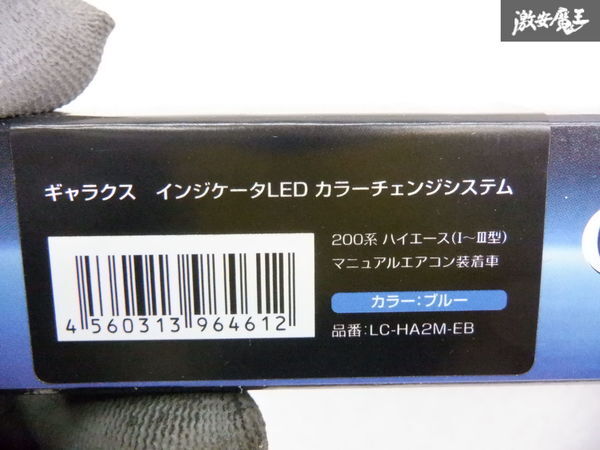 激安魔王
ギャラクス インジケータLED カラーチェンジシステム
200系 ハイエース(Ⅰ〜Ⅲ型)
マニュアルエアコン装着車
カラー:ブルー
品番:LC-HA2M-EB
4 560313 964612